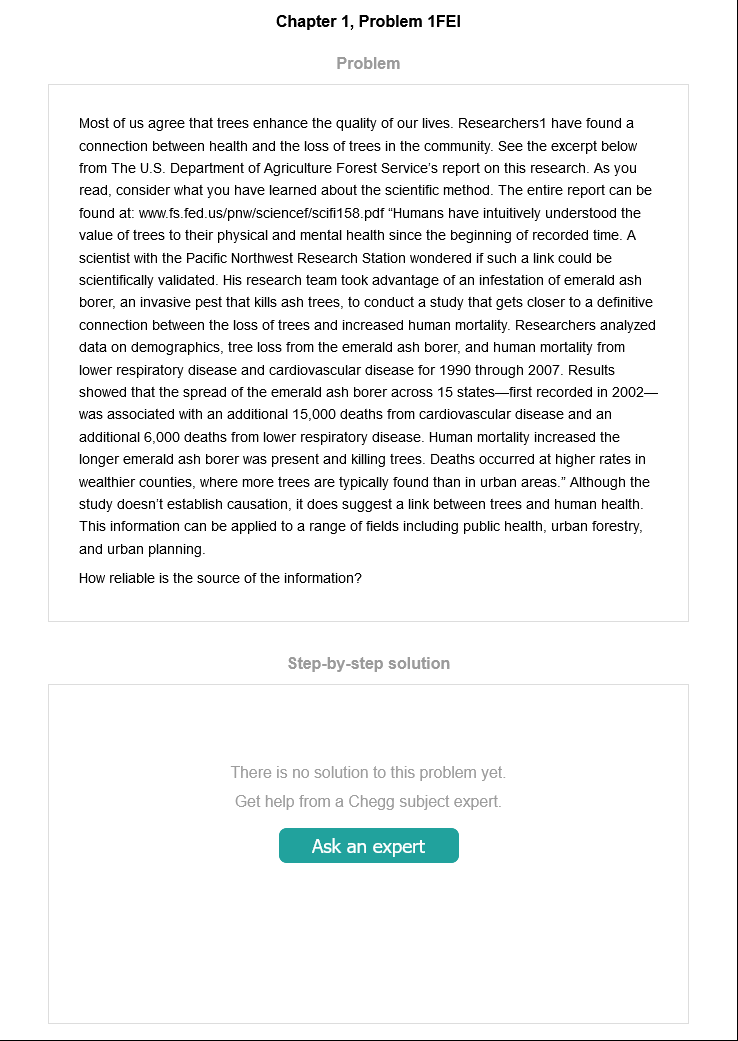 Chapter 1, Problem 1FEI
Problem
Most of us agree that trees enhance the quality of our lives. Researchers1 have found a
connection between health and the loss of trees in the community. See the excerpt below
from The U.S. Department of Agriculture Forest Service’s report on this research. As you
read, consider what you have learned about the scientific method. The entire report can be
found at: www.fs.fed.us/pnw/sciencef/scifi158.pdf “Humans have intuitively understood the
value of trees to their physical and mental health since the beginning of recorded time. A
scientist with the Pacific Northwest Research Station wondered if such a link could be
scientifically validated. His research team took advantage of an infestation of emerald ash
borer, an invasive pest that kills ash trees, to conduct a study that gets closer to a definitive
connection between the loss of trees and increased human mortality. Researchers analyzed
data on demographics, tree loss from the emerald ash borer, and human mortality from
lower respiratory disease and cardiovascular disease for 1990 through 2007. Results
showed that the spread of the emerald ash borer across 15 states—first recorded in 2002—
was associated with an additional 15,000 deaths from cardiovascular disease and an
additional 6,000 deaths from lower respiratory disease. Human mortality increased the
longer emerald ash borer was present and killing trees. Deaths occurred at higher rates in
wealthier counties, where more trees are typically found than in urban areas.” Although the
study doesn’t establish causation, it does suggest a link between trees and human health.
This information can be applied to a range of fields including public health, urban forestry,
and urban planning.
How reliable is the source of the information?
Step-by-step solution
There is no solution to this problem yet.
Get help from a Chegg subject expert.
Ask an expert